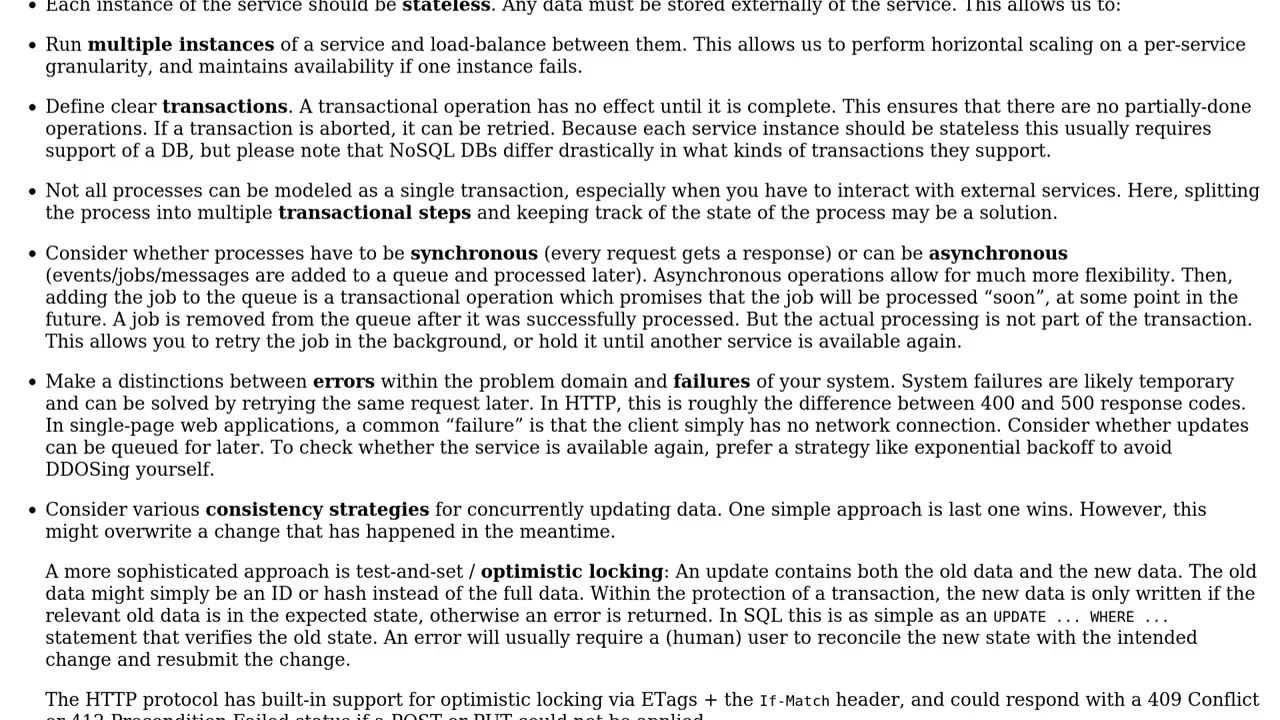 • Each instance of the service should be stateless. Any data must be stored externally of the service. This allows us to:
• Run multiple instances of a service and load-balance between them. This allows us to perform horizontal scaling on a per-service
granularity, and maintains availability if one instance fails.
• Define clear transactions. A transactional operation has no effect until it is complete. This ensures that there are no partially-done
operations. If a transaction is aborted, it can be retried. Because each service instance should be stateless this usually requires
support of a DB, but please note that NoSQL DBs differ drastically in what kinds of transactions they support.
• Not all processes can be modeled as a single transaction, especially when you have to interact with external services. Here, splitting
the process into multiple transactional steps and keeping track of the state of the process may be a solution.
• Consider whether processes have to be synchronous (every request gets a response) or can be asynchronous
(events/jobs/messages are added to a queue and processed later). Asynchronous operations allow for much more flexibility. Then,
adding the job to the queue is a transactional operation which promises that the job will be processed “soon”, at some point in the
future. A job is removed from the queue after it was successfully processed. But the actual processing is not part of the transaction.
This allows you to retry the job in the background, or hold it until another service is available again.
• Make a distinctions between errors within the problem domain and failures of your system. System failures are likely temporary
and can be solved by retrying the same request later. In HTTP, this is roughly the difference between 400 and 500 response codes.
In single-page web applications, a common “failure” is that the client simply has no network connection. Consider whether updates
can be queued for later. To check whether the service is available again, prefer a strategy like exponential backoff to avoid
DDOSing yourself.
• Consider various consistency strategies for concurrently updating data. One simple approach is last one wins. However, this
might overwrite a change that has happened in the meantime.
A more sophisticated approach is test-and-set / optimistic locking: An update contains both the old data and the new data. The old
data might simply be an ID or hash instead of the full data. Within the protection of a transaction, the new data is only written if the
relevant old data is in the expected state, otherwise an error is returned. In SQL this is as simple as an UPDATE ... WHERE ...
statement that verifies the old state. An error will usually require a (human) user to reconcile the new state with the intended
change and resubmit the change.
The HTTP protocol has built-in support for optimistic locking via ETags + the If-Match header, and could respond with a 409 Conflict
or 412 Precondition Failed status if a POST or PUT could not be applied.